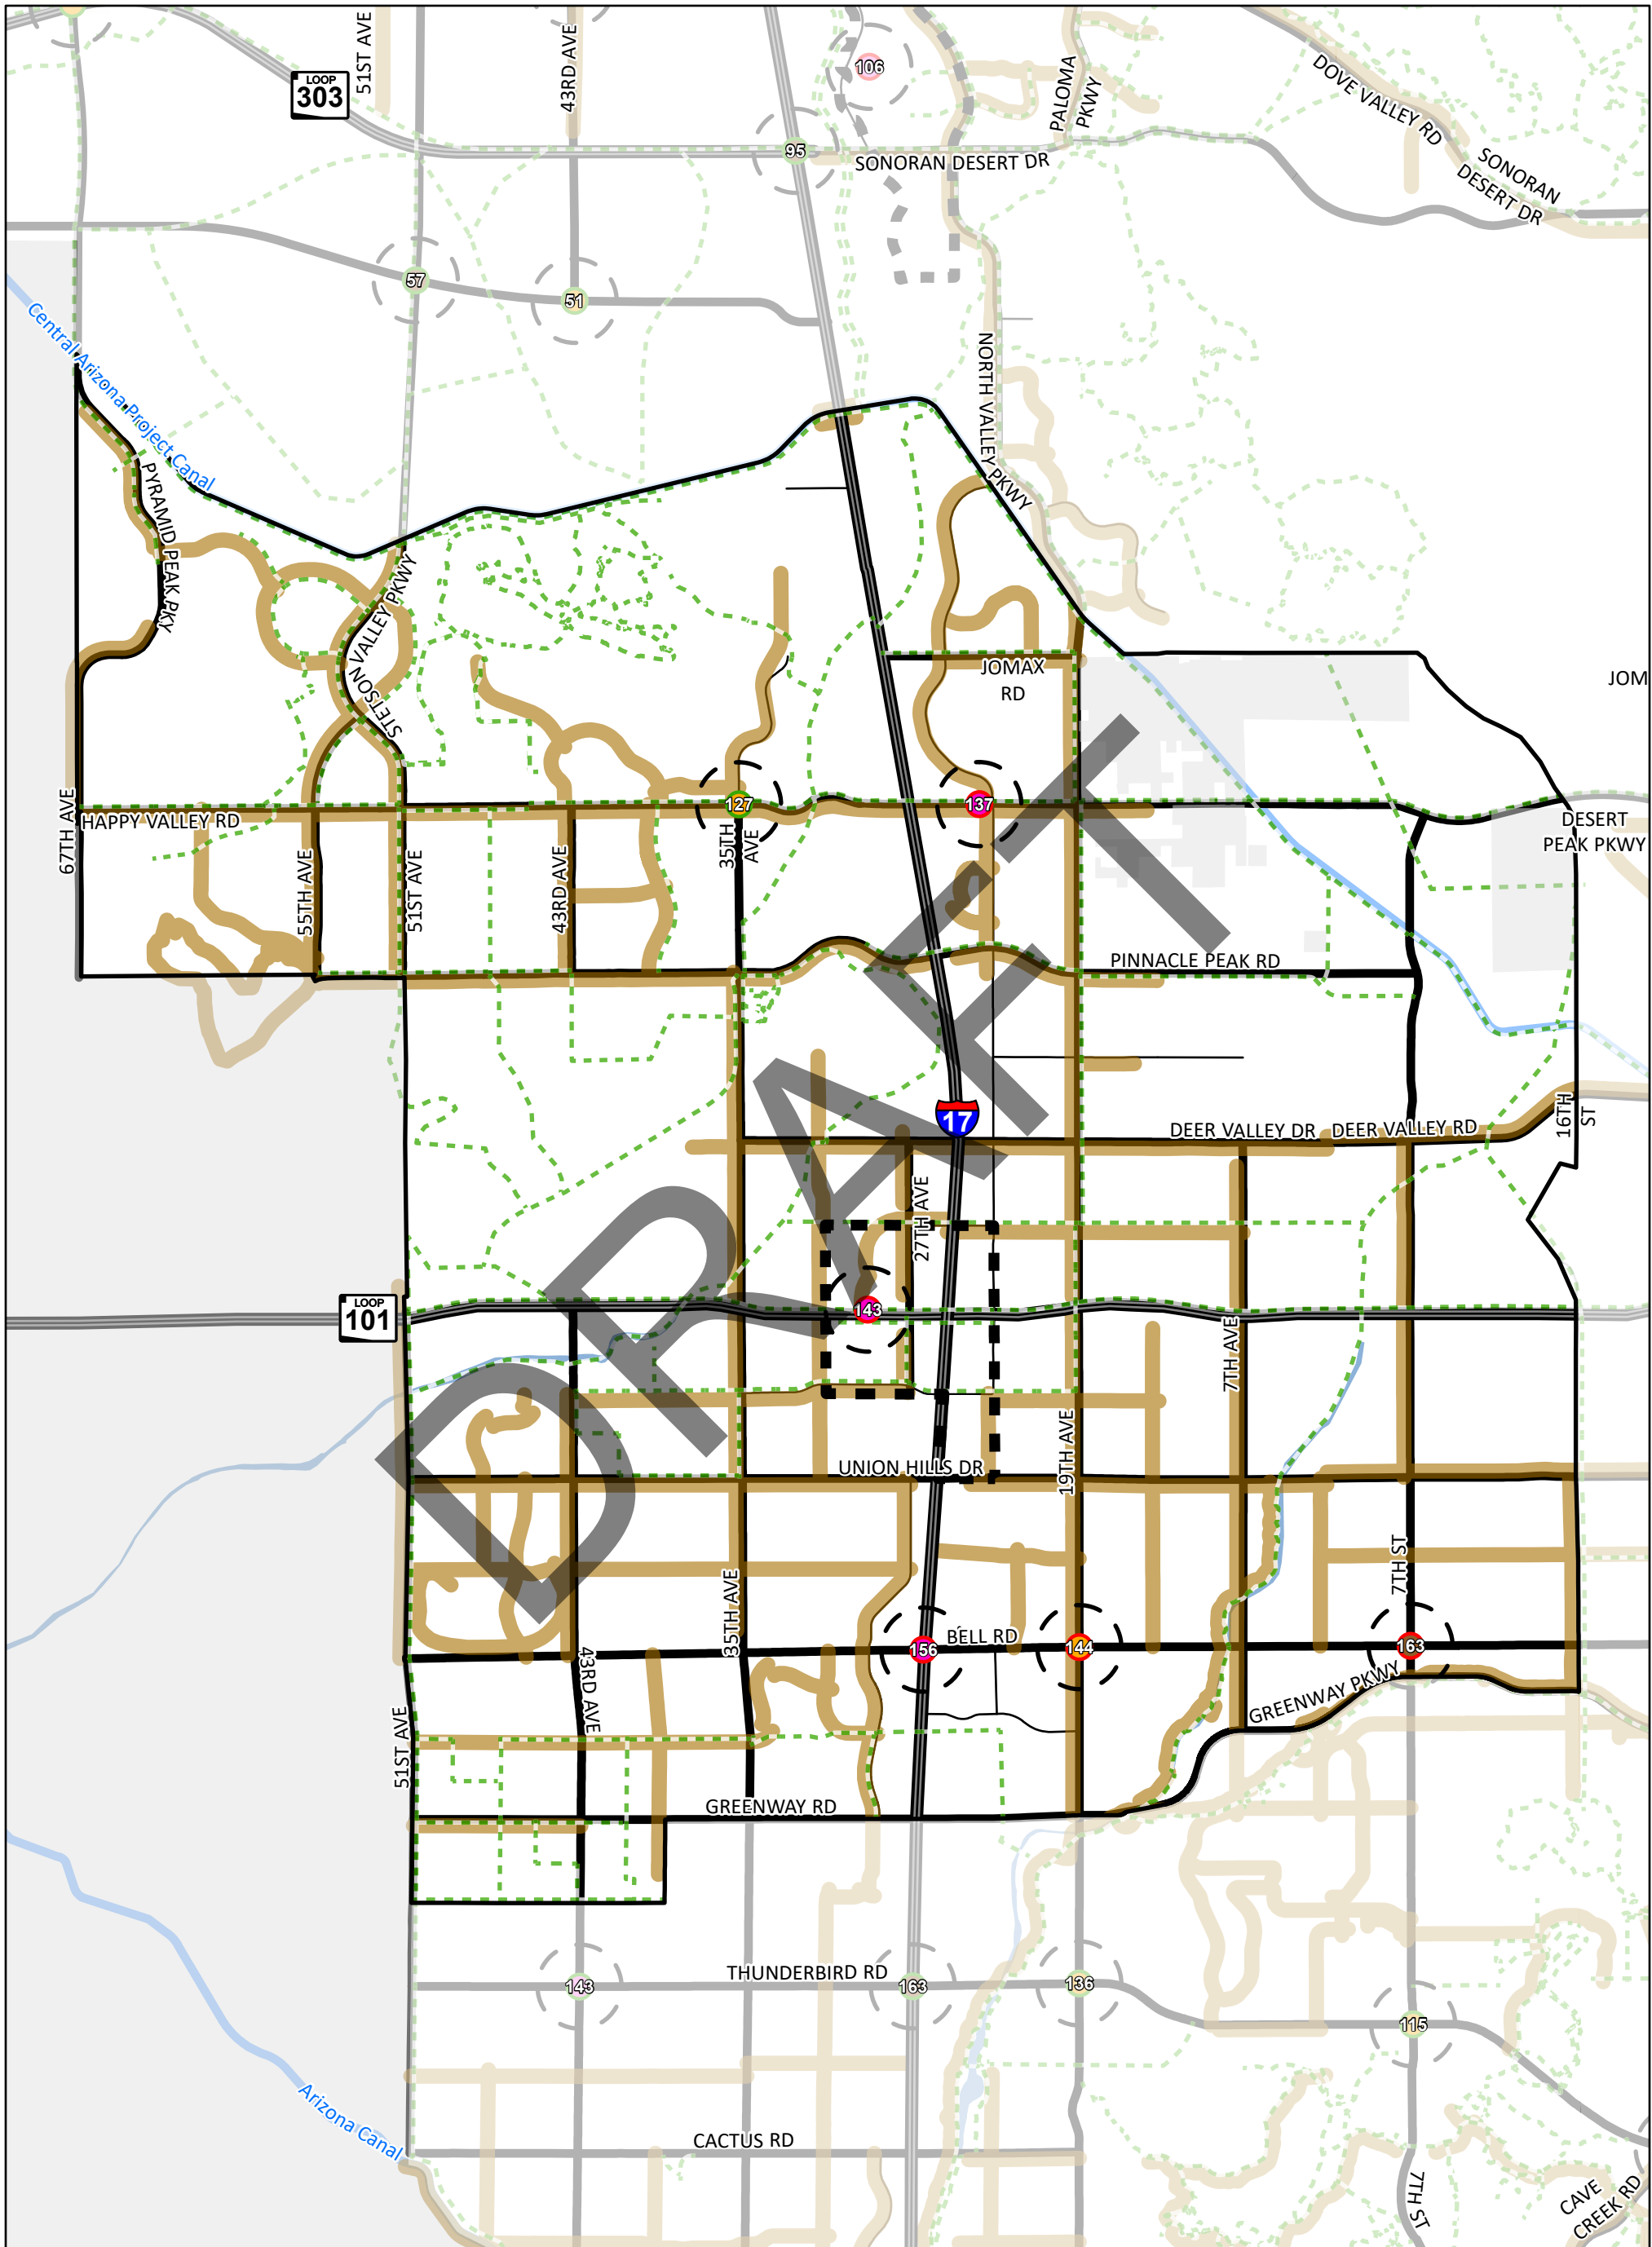 51ST AVE
43RD AVE
LOOP
303
106
PALOMA
PKWY
DOVE VALLEY RD
95
SONORAN DESERT DR
SONORAN
DESERT DR
57
51
Central Arizona Project Canal
NORTH VALLEY PKWY
PYRAMID PEAK PKY
STETSON VALLEY PKWY
JOMAX
RD
JOM
67TH AVE
HAPPY VALLEY RD
127
137
35TH
AVE
DESERT
PEAK PKWY
55TH AVE
51ST AVE
43RD AVE
PINNACLE PEAK RD
17
DEER VALLEY DR
DEER VALLEY RD
16TH
ST
27TH AVE
DRAFT
LOOP
101
143
7TH AVE
19TH AVE
UNION HILLS DR
7TH ST
35TH AVE
156
BELL RD
144
163
43RD AVE
GREENWAY PKWY
51ST AVE
GREENWAY RD
THUNDERBIRD RD
143
163
136
115
Arizona Canal
CACTUS RD
7TH ST
CAVE
CREEK RD